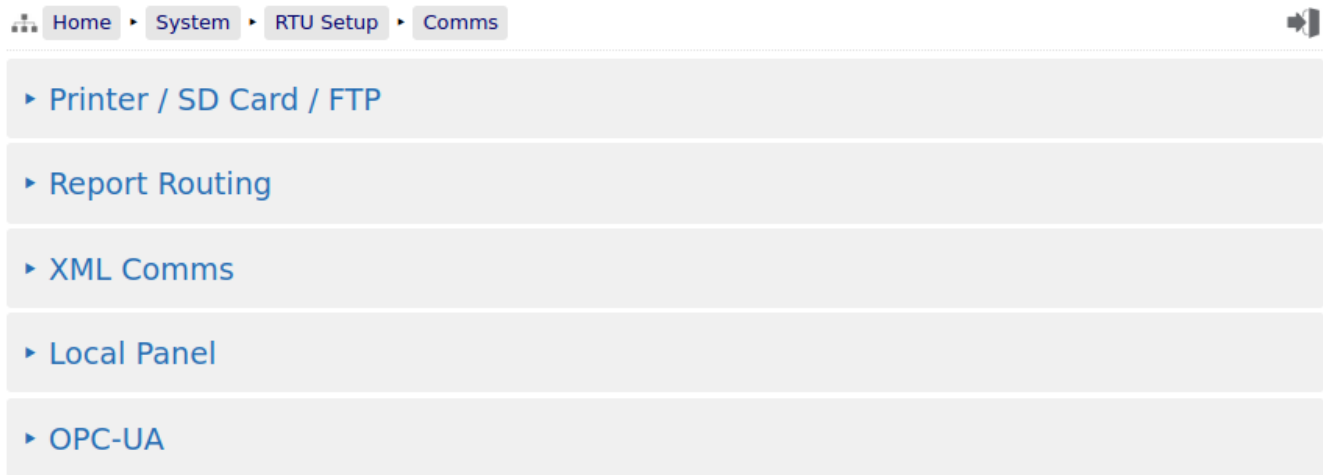 Home ‣ System ‣ RTU Setup ‣ Comms
‣ Printer / SD Card / FTP
‣ Report Routing
‣ XML Comms
‣ Local Panel
‣ OPC-UA